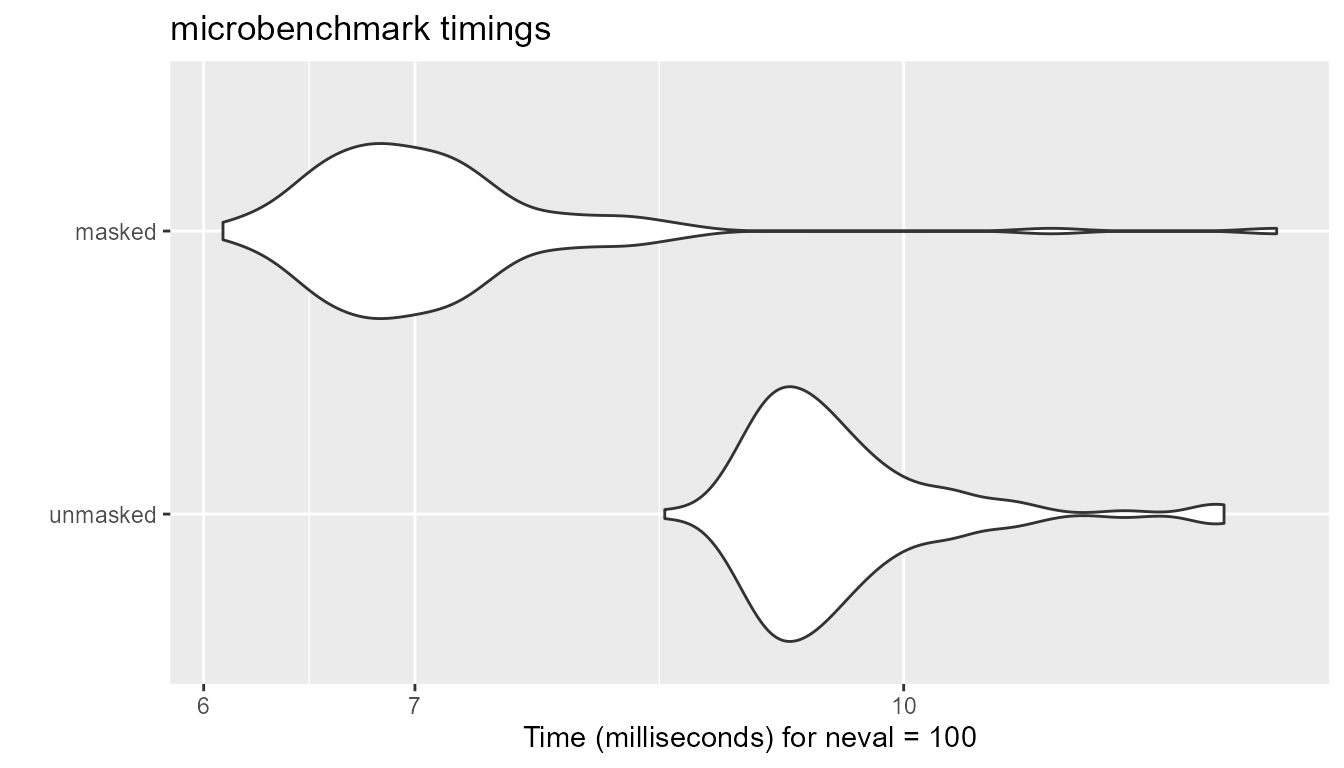 microbenchmark timings
masked
unmasked
6 7 10
Time (milliseconds) for neval = 100